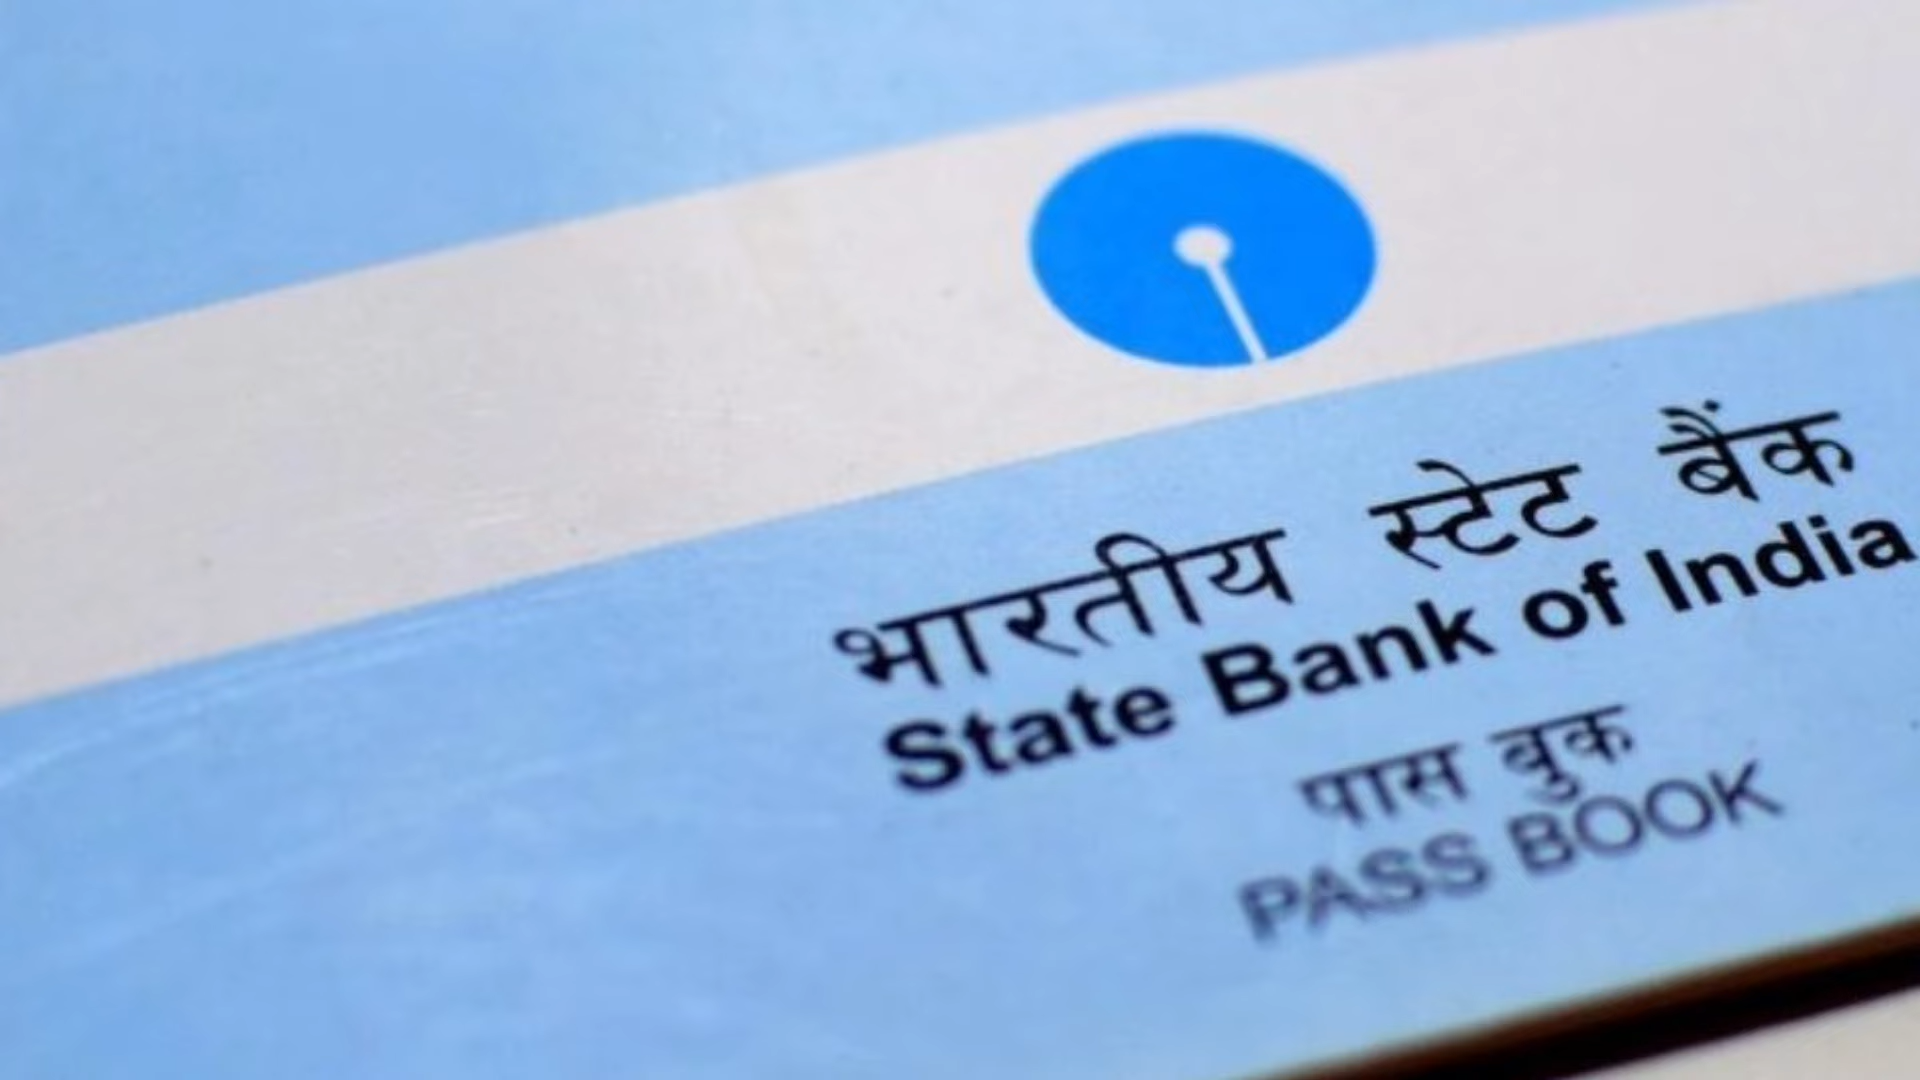 भारतीय स्टेट बैंक
State Bank of India
पास बुक
PASS BOOK